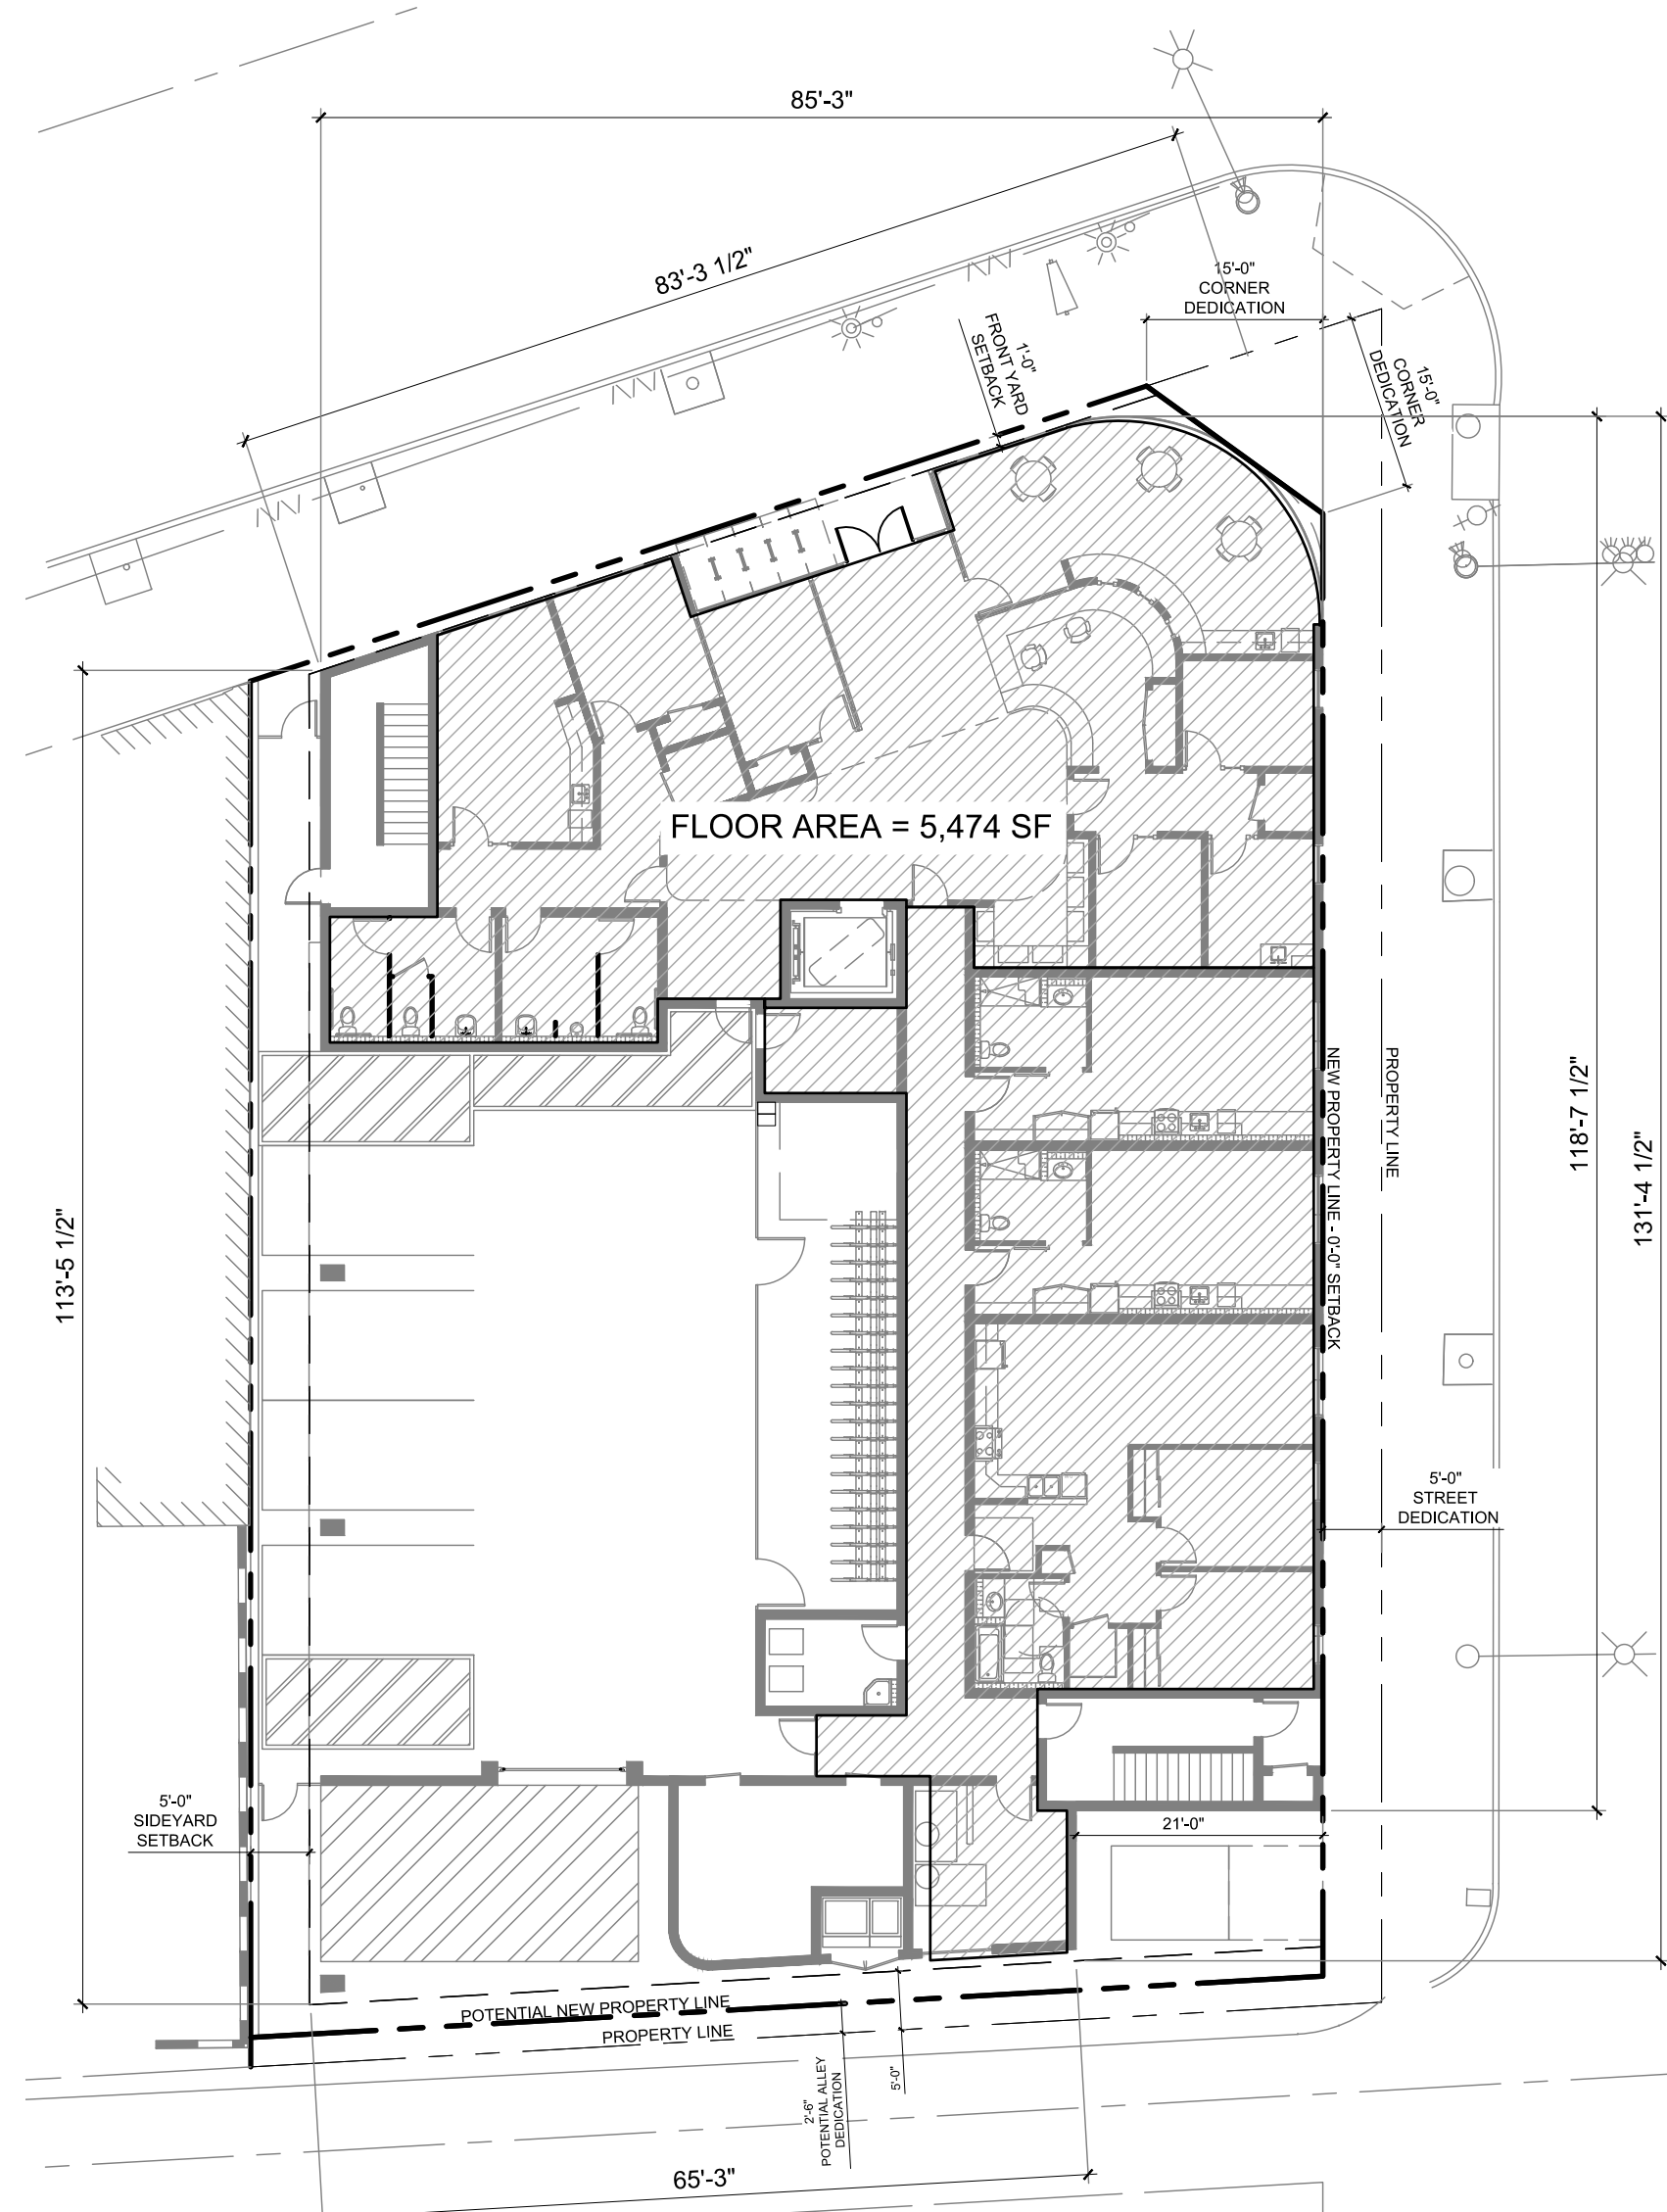 85'-3"
83'-3 1/2"
15'-0"
CORNER
DEDICATION
1'-0"
FRONT YARD
SETBACK
15'-0"
CORNER
DEDICATION
FLOOR AREA = 5,474 SF
NEW PROPERTY LINE - 0'-0" SETBACK
PROPERTY LINE
118'-7 1/2"
131'-4 1/2"
113'-5 1/2"
5'-0"
STREET
DEDICATION
5'-0"
SIDEYARD
SETBACK
21'-0"
POTENTIAL NEW PROPERTY LINE
PROPERTY LINE
2'-6"
POTENTIAL ALLEY
DEDICATION
5'-0"
65'-3"